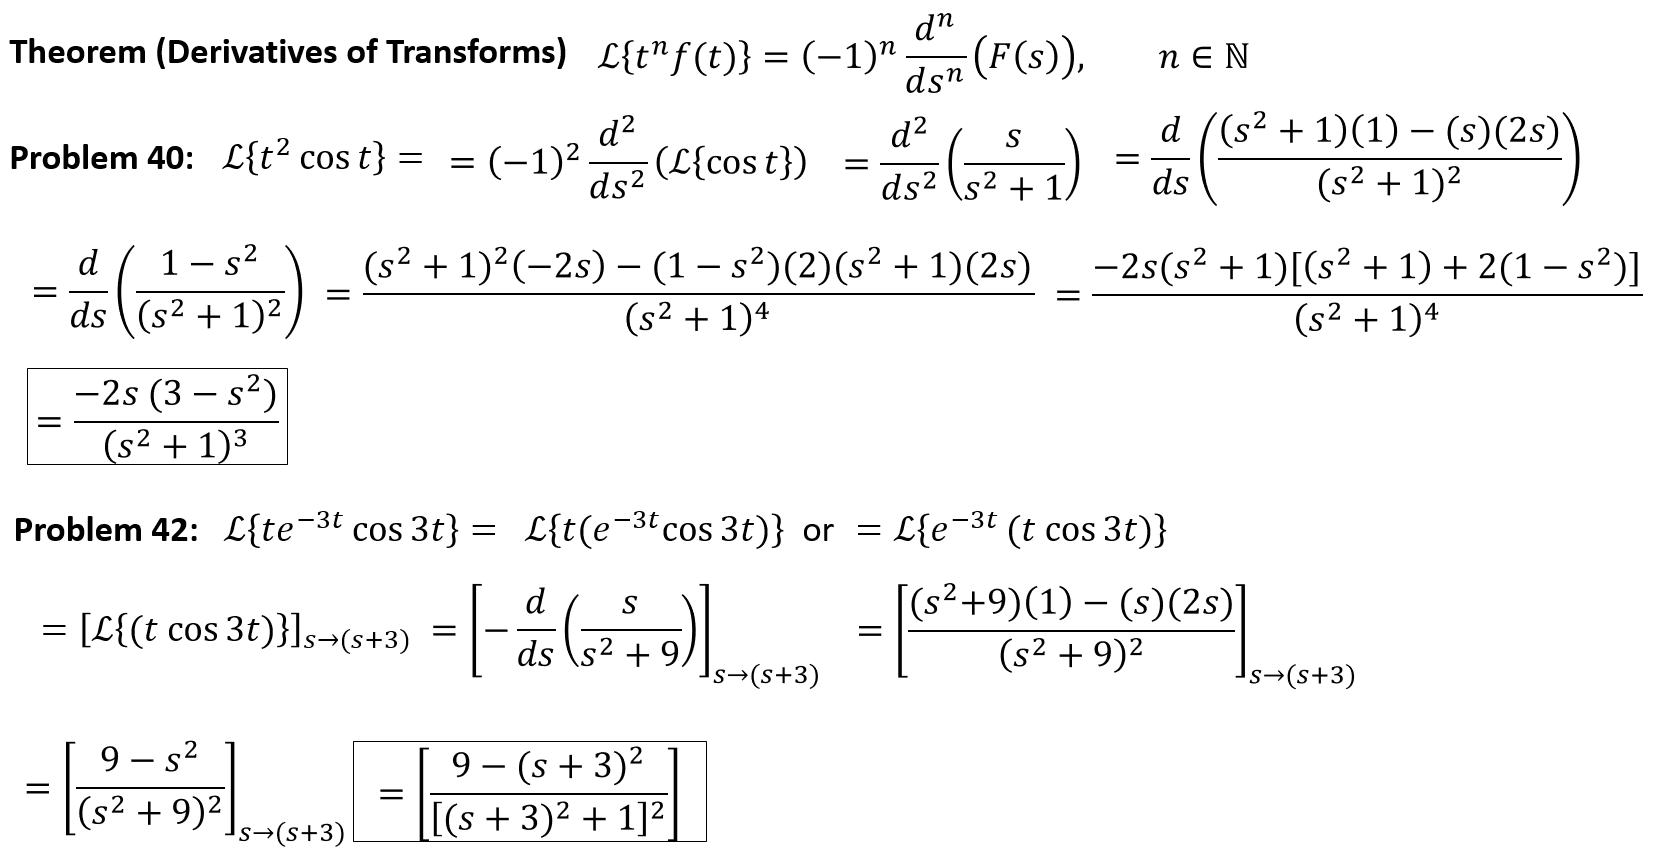 Theorem (Derivatives of Transforms) ℒ{tⁿf(t)} = (−1)ⁿ dⁿ/dsⁿ (F(s)), n ∈ ℕ
Problem 40: ℒ{t² cos t} = = (−1)² d²/ds² (ℒ{cos t}) = d²/ds² (s/(s² + 1)) = d/ds (((s² + 1)(1) − (s)(2s))/(s² + 1)²)
= d/ds ((1 − s²)/(s² + 1)²) = ((s² + 1)²(−2s) − (1 − s²)(2)(s² + 1)(2s))/(s² + 1)⁴ = (−2s(s² + 1)[(s² + 1) + 2(1 − s²)])/(s² + 1)⁴
= (−2s (3 − s²))/(s² + 1)³
Problem 42: ℒ{te⁻³ᵗ cos 3t} = ℒ{t(e⁻³ᵗcos 3t)} or = ℒ{e⁻³ᵗ (t cos 3t)}
= [ℒ{(t cos 3t)}]_{s→(s+3)} = [−d/ds (s/(s² + 9))]_{s→(s+3)} = [((s²+9)(1) − (s)(2s))/(s² + 9)²]_{s→(s+3)}
= [(9 − s²)/(s² + 9)²]_{s→(s+3)} = [(9 − (s + 3)²)/[(s + 3)² + 1]²]